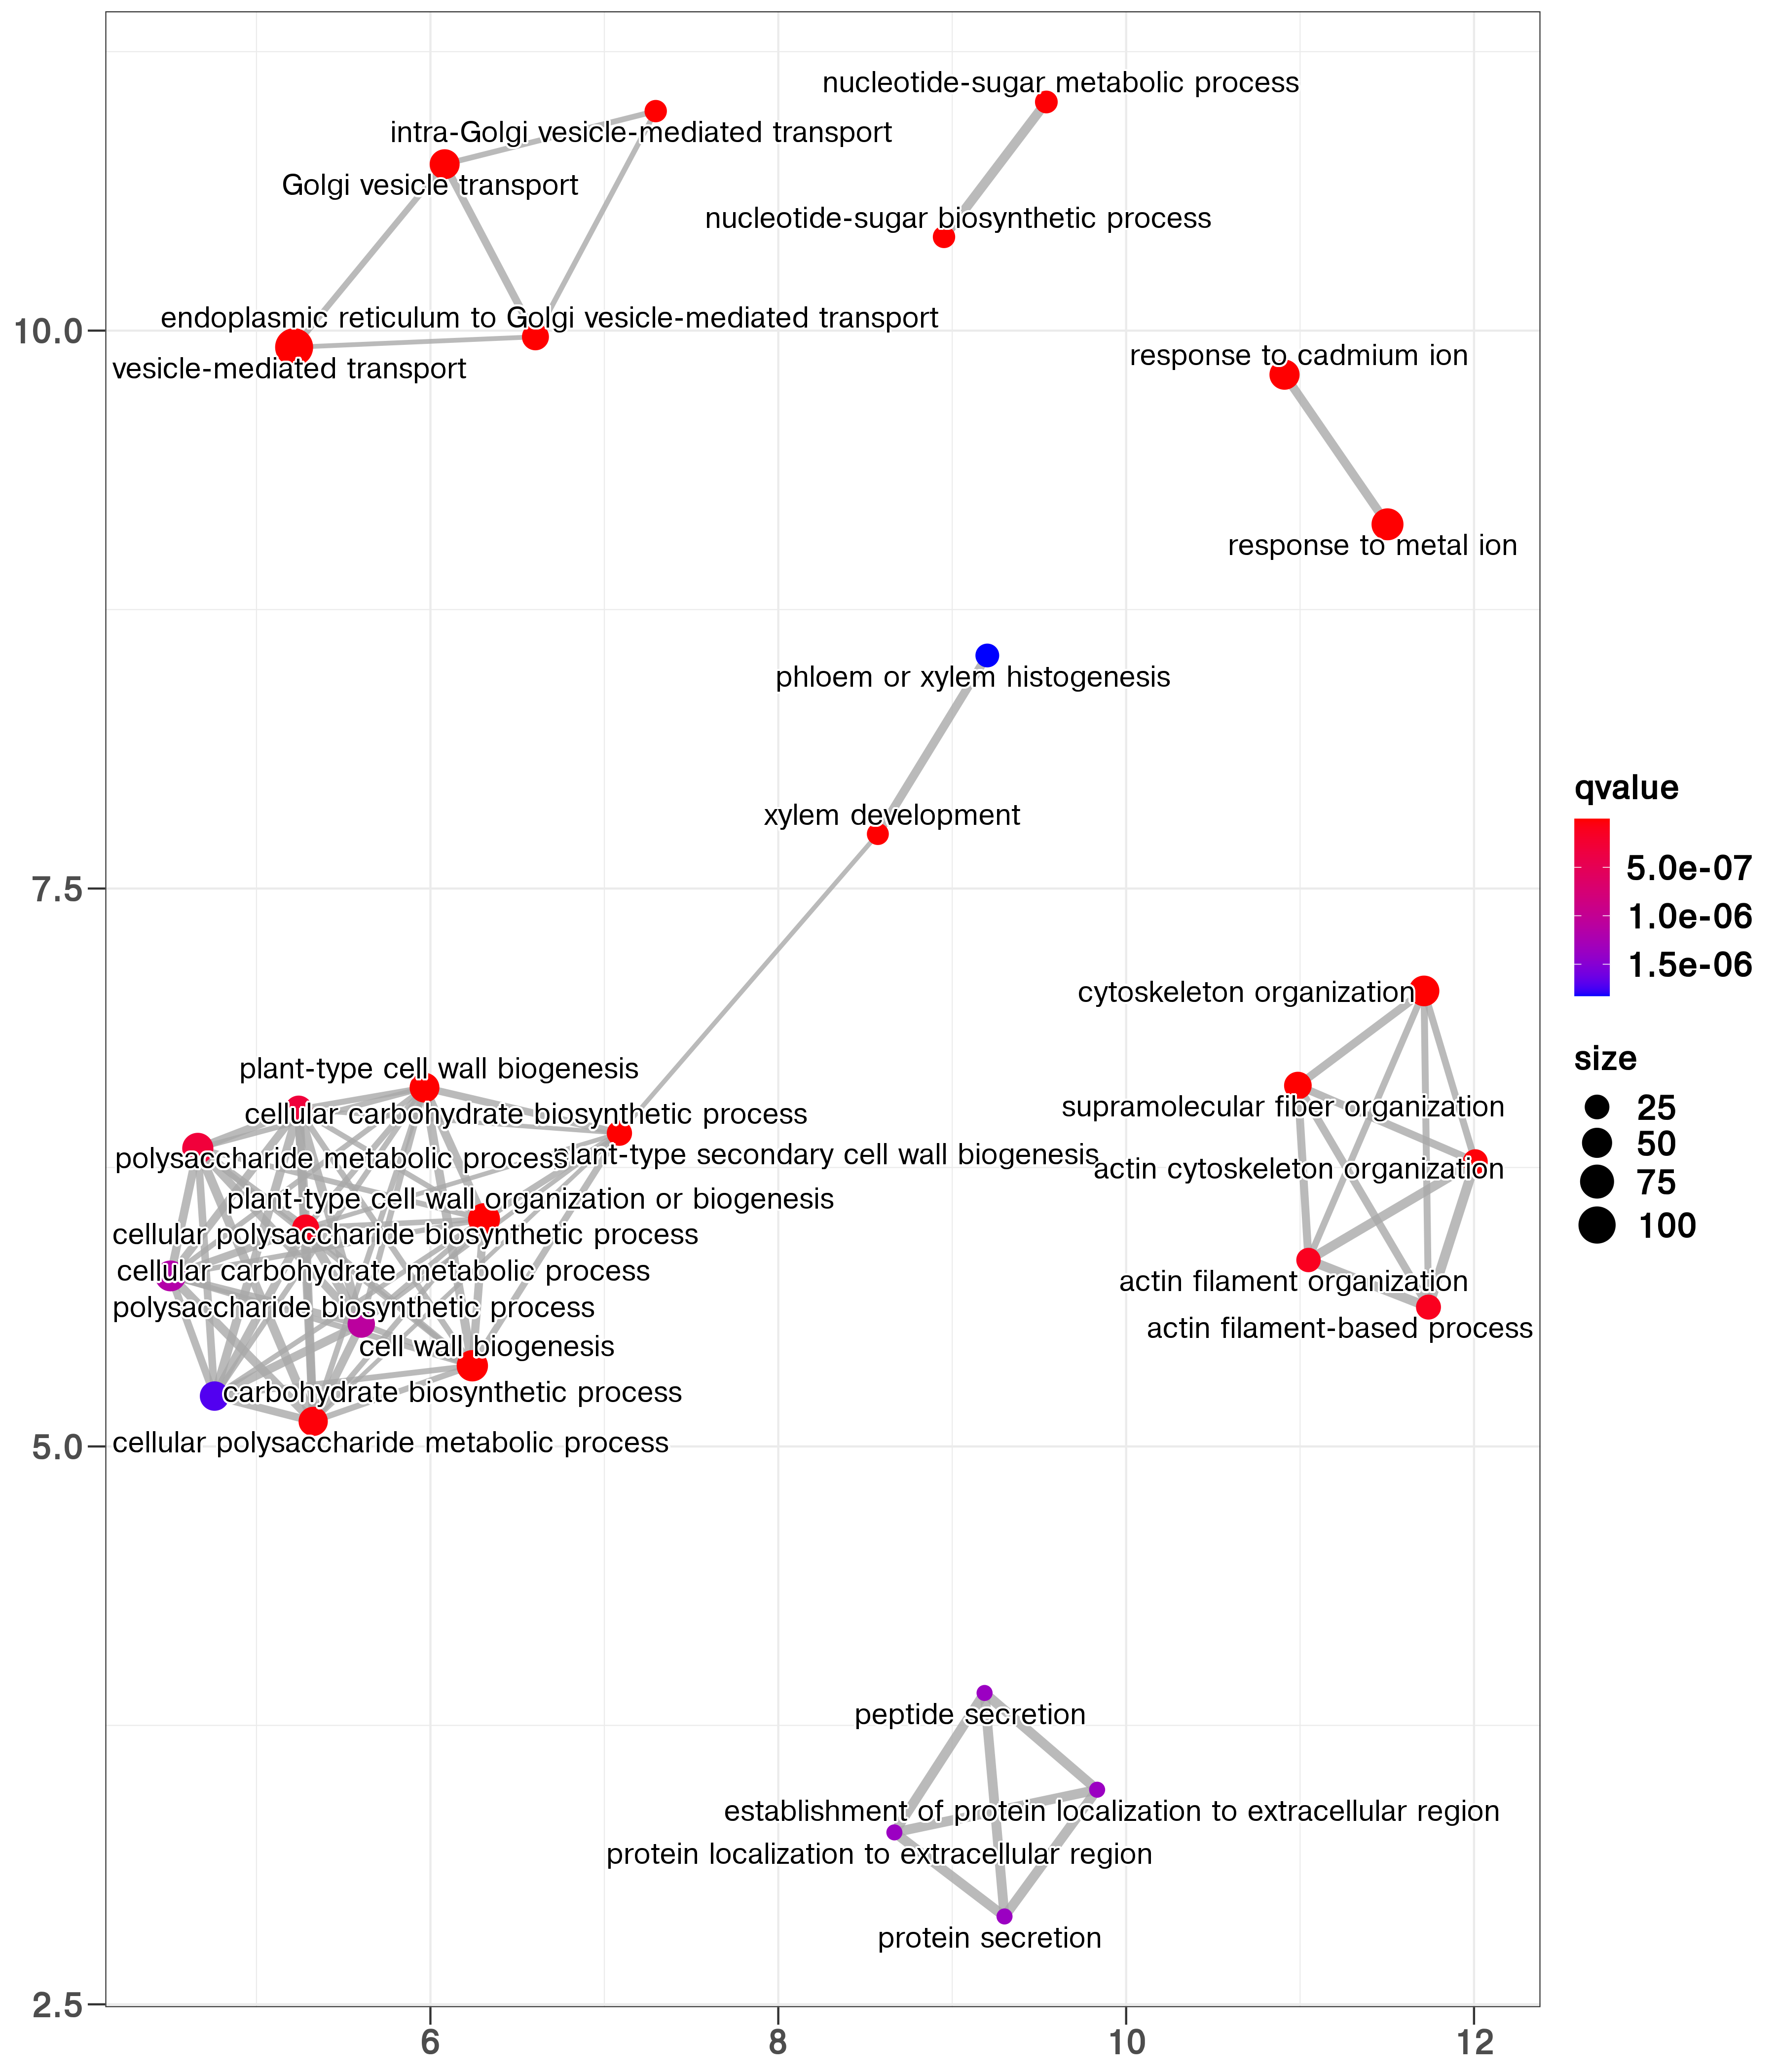 nucleotide-sugar metabolic process
intra-Golgi vesicle-mediated transport
Golgi vesicle transport
nucleotide-sugar biosynthetic process
endoplasmic reticulum to Golgi vesicle-mediated transport
10.0
vesicle-mediated transport
response to cadmium ion
response to metal ion
phloem or xylem histogenesis
xylem development
7.5
cytoskeleton organization
plant-type cell wall biogenesis
cellular carbohydrate biosynthetic process
supramolecular fiber organization
polysaccharide metabolic process
plant-type secondary cell wall biogenesis
actin cytoskeleton organization
plant-type cell wall organization or biogenesis
cellular polysaccharide biosynthetic process
cellular carbohydrate metabolic process
actin filament organization
polysaccharide biosynthetic process
actin filament-based process
cell wall biogenesis
carbohydrate biosynthetic process
cellular polysaccharide metabolic process
5.0
peptide secretion
establishment of protein localization to extracellular region
protein localization to extracellular region
protein secretion
2.5
6 8 10 12
qvalue
5.0e-07
1.0e-06
1.5e-06
size
25
50
75
100